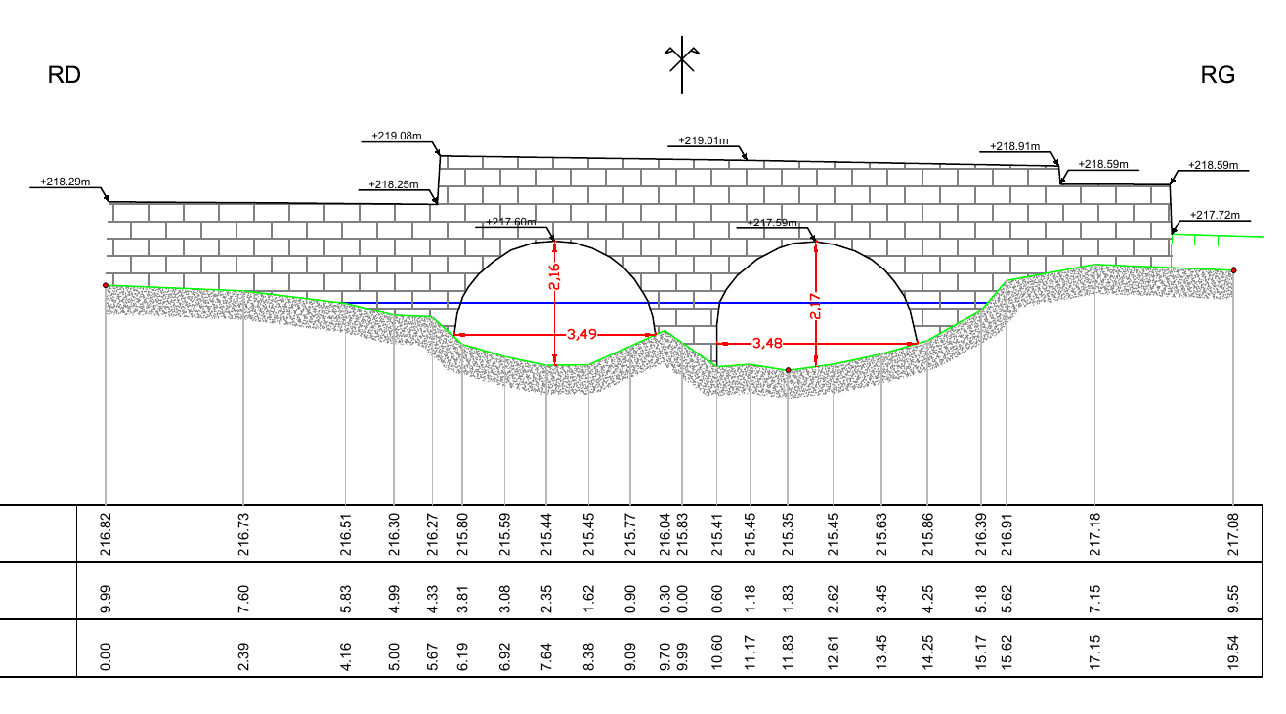 RD
RG
+219.08m
+219.01m
+218.91m
+218.59m
+218.59m
+218.29m
+218.25m
+217.60m
+217.59m
+217.72m
2,16
2,17
3,49
3,48
216.82 216.73 216.51 216.30 216.27 215.80 215.59 215.44 215.45 215.77 216.04 215.83 215.41 215.45 215.35 215.45 215.63 215.86 216.39 216.91 217.18 217.08
9.99 7.60 5.83 4.99 4.33 3.81 3.08 2.35 1.62 0.90 0.30 0.00 0.60 1.18 1.83 2.62 3.45 4.25 5.18 5.62 7.15 9.55
0.00 2.39 4.16 5.00 5.67 6.19 6.92 7.64 8.38 9.09 9.70 9.99 10.60 11.17 11.83 12.61 13.45 14.25 15.17 15.62 17.15 19.54